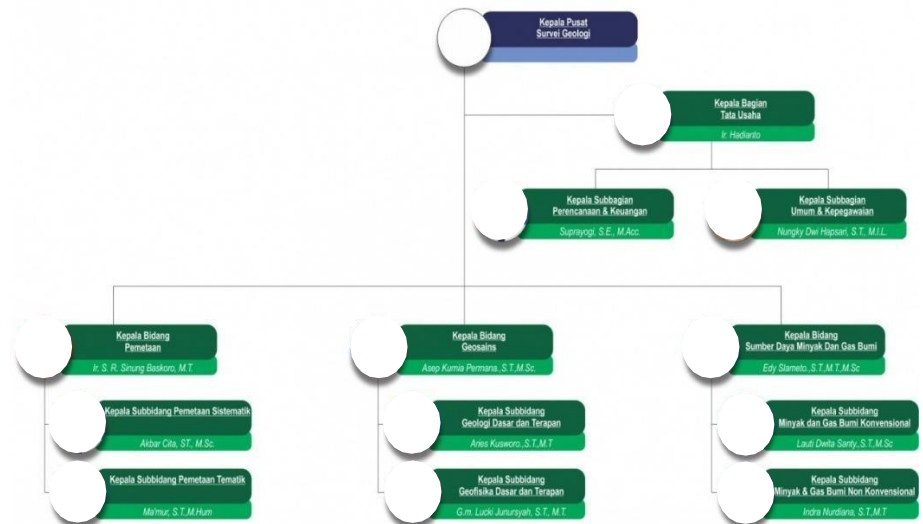 Kepala Pusat
Survei Geologi
Kepala Bagian
Tata Usaha
Ir. Hadianto
Kepala Subbagian
Perencanaan & Keuangan
Suprayogi, S.E., M.Acc.
Kepala Subbagian
Umum & Kepegawaian
Nungky Dwi Hapsari, S.T., M.I.L.
Kepala Bidang
Pemetaan
Ir. S. R. Sinung Baskoro, M.T.
Kepala Subbidang Pemetaan Sistematik
Akbar Cita, ST., M.Sc.
Kepala Subbidang Pemetaan Tematik
Ma'mur, S.T.,M.Hum
Kepala Bidang
Geosains
Asep Kurnia Permana.,S.T.,M.Sc.
Kepala Subbidang
Geologi Dasar dan Terapan
Aries Kusworo.,S.T.,M.T
Kepala Subbidang
Geofisika Dasar dan Terapan
G.m. Lucki Junursyah, S.T., M.T.
Kepala Bidang
Sumber Daya Minyak Dan Gas Bumi
Edy Slameto.,S.T.,M.T.,M.Sc
Kepala Subbidang
Minyak dan Gas Bumi Konvensional
Lauti Dwita Santy.,S.T.,M.Sc
Kepala Subbidang
Minyak & Gas Bumi Non Konvensional
Indra Nurdiana, S.T.,M.T